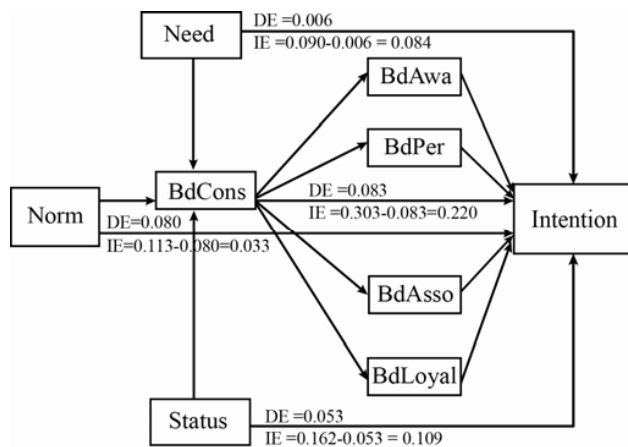 DE =0.006
Need
IE =0.090-0.006 = 0.084
BdAwa
BdPer
BdCons
DE =0.083
Norm
DE=0.080
IE =0.303-0.083=0.220
Intention
IE=0.113-0.080=0.033
BdAsso
BdLoyal
Status
DE =0.053
IE =0.162-0.053 = 0.109